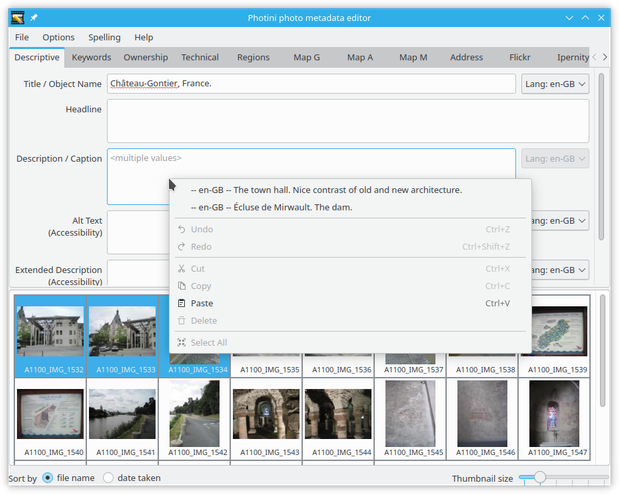 Photini photo metadata editor
File Options Spelling Help
Descriptive Keywords Ownership Technical Regions Map G Map A Map M Address Flickr Ipernity
Title / Object Name Château-Gontier, France. Lang: en-GB
Headline
Description / Caption <multiple values> Lang: en-GB
-- en-GB -- The town hall. Nice contrast of old and new architecture.
-- en-GB -- Écluse de Mirwault. The dam.
Alt Text
(Accessibility)
ang: en-GB
Undo Ctrl+Z
Redo Ctrl+Shift+Z
Cut Ctrl+X
Extended Description
(Accessibility)
ang: en-GB
Copy Ctrl+C
Paste Ctrl+V
Delete
Select All
A1100_IMG_1532 A1100_IMG_1533 A1100_IMG_1534 A1100_IMG_1535 A1100_IMG_1536 A1100_IMG_1537 A1100_IMG_1538 A1100_IMG_1539
A1100_IMG_1540 A1100_IMG_1541 A1100_IMG_1542 A1100_IMG_1543 A1100_IMG_1544 A1100_IMG_1545 A1100_IMG_1546 A1100_IMG_1547
Sort by file name date taken Thumbnail size